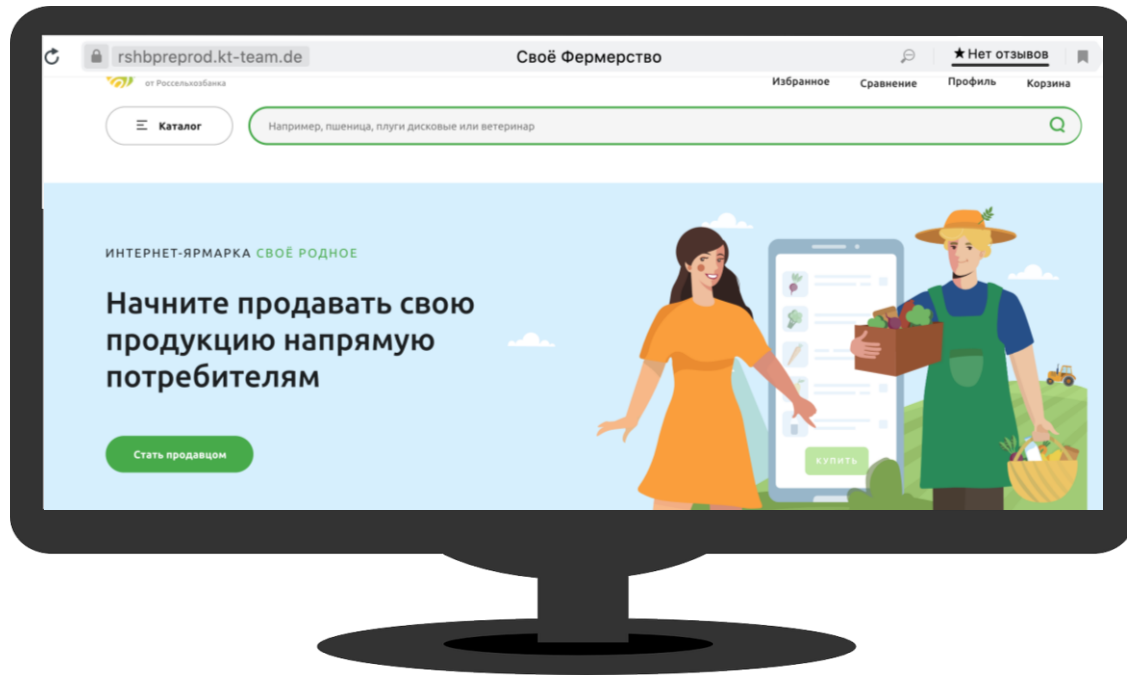 rshbpreprod.kt-team.de Своё Фермерство ★ Нет отзывов
от Россельхозбанка Избранное Сравнение Профиль Корзина
Каталог Например, пшеница, плуги дисковые или ветеринар
ИНТЕРНЕТ-ЯРМАРКА СВОЁ РОДНОЕ
Начните продавать свою
продукцию напрямую
потребителям
Стать продавцом
КУПИТЬ